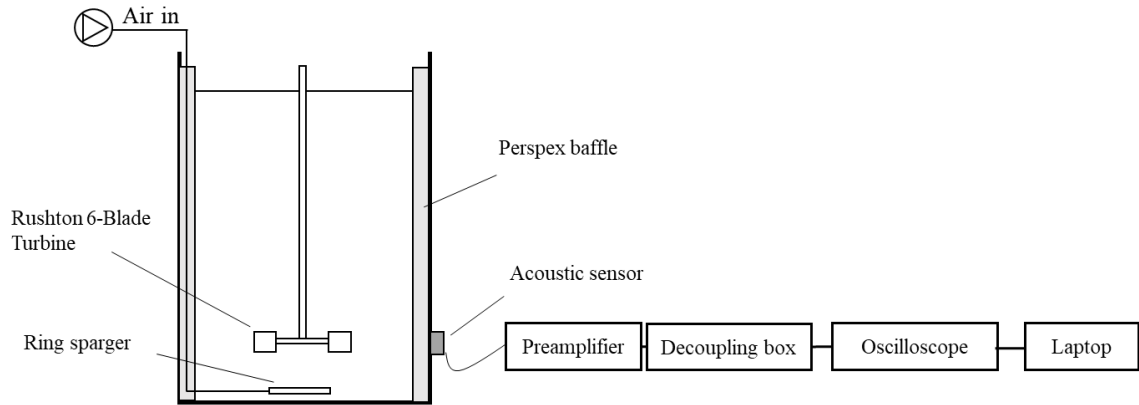 Air in
Perspex baffle
Rushton 6-Blade
Turbine
Acoustic sensor
Ring sparger
Preamplifier
Decoupling box
Oscilloscope
Laptop